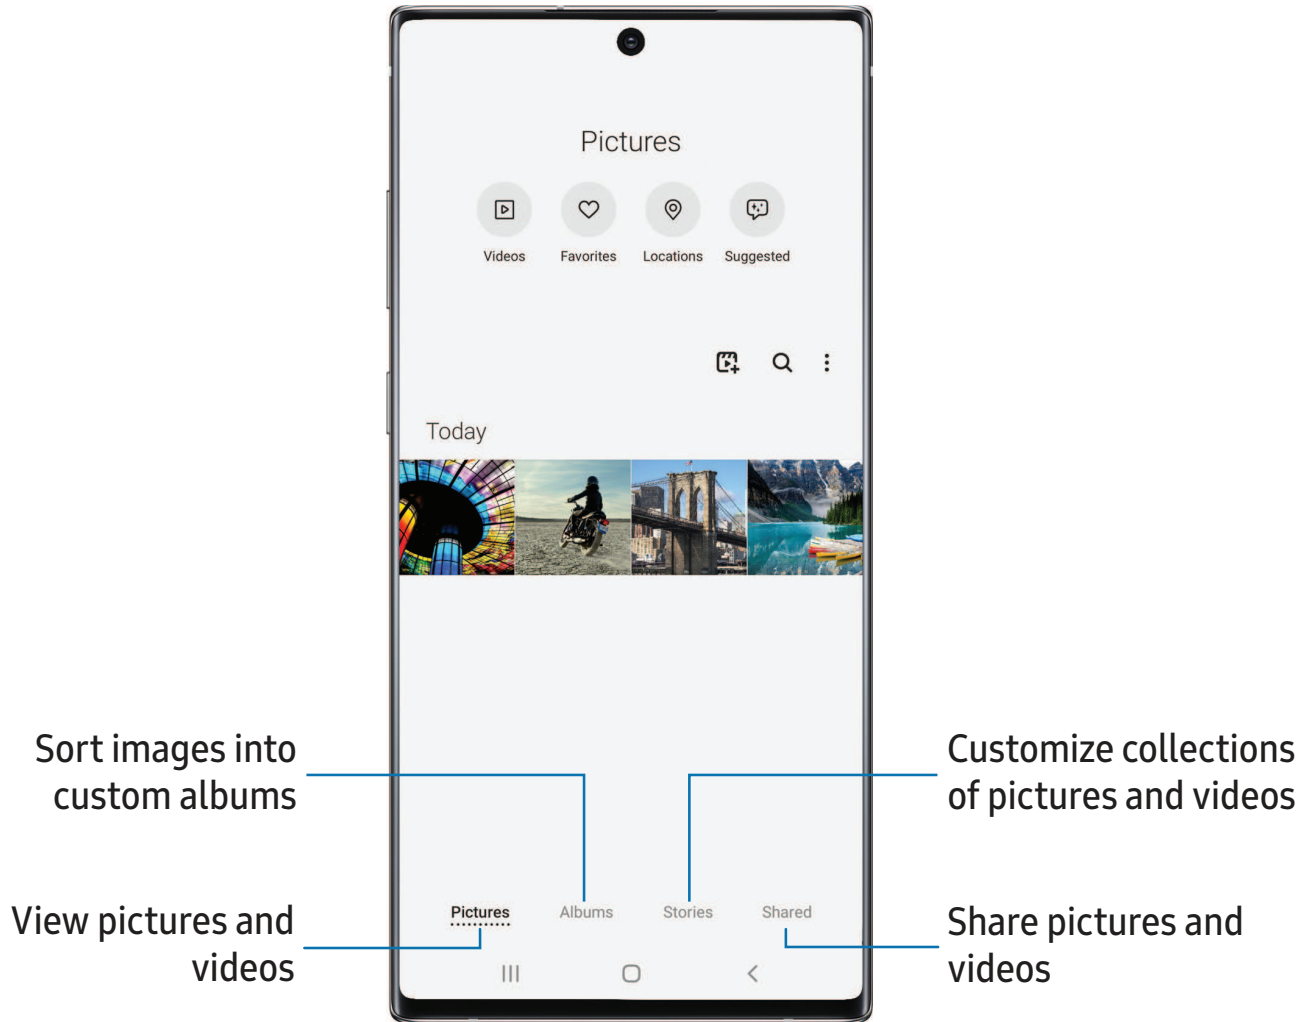 Pictures
Videos
Favorites
Locations
Suggested
Today
Sort images into
custom albums
Customize collections
of pictures and videos
View pictures and
videos
Pictures
Albums
Stories
Shared
Share pictures and
videos